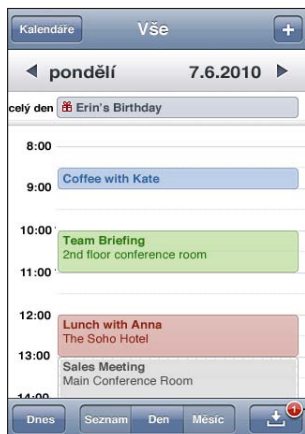 Kalendáře
Vše
+
pondělí 7.6.2010
celý den Erin's Birthday
8:00
Coffee with Kate
9:00
10:00
Team Briefing
2nd floor conference room
11:00
12:00
Lunch with Anna
The Soho Hotel
13:00
Sales Meeting
Main Conference Room
14:00
Dnes Seznam Den Měsíc 1